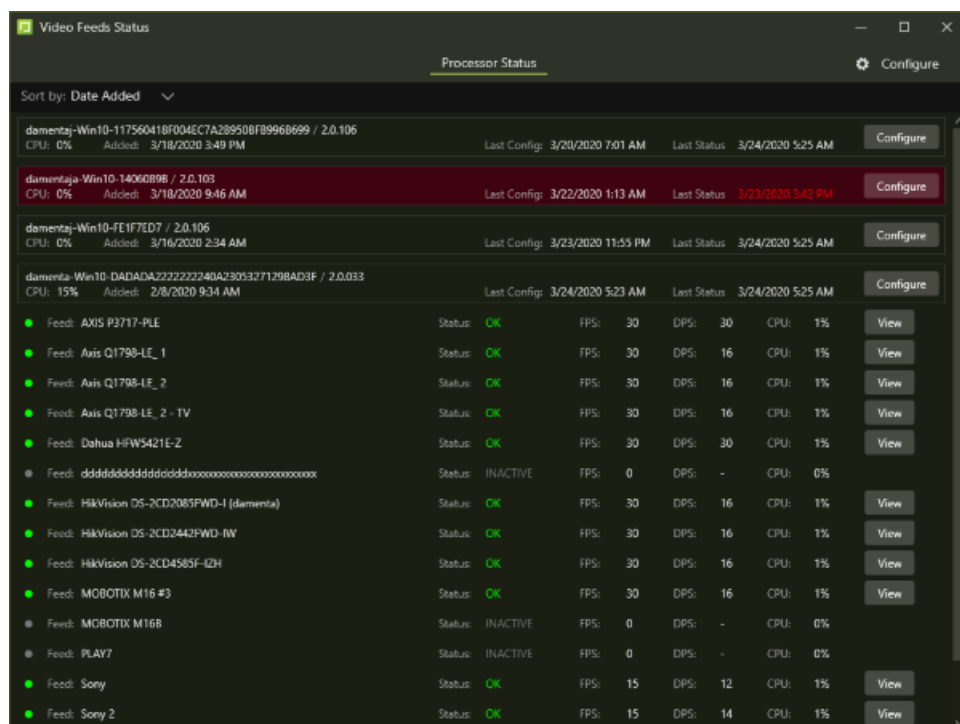 Video Feeds Status
Processor Status Configure
Sort by: Date Added
damentaj-Win10-117560418F004EC7A2B950BFB996B699 / 2.0.106
CPU: 0% Added: 3/18/2020 3:49 PM Last Config: 3/20/2020 7:01 AM Last Status 3/24/2020 5:25 AM Configure
damentaja-Win10-1406089B / 2.0.103
CPU: 0% Added: 3/18/2020 9:46 AM Last Config: 3/22/2020 1:13 AM Last Status 3/23/2020 3:42 PM Configure
damentaj-Win10-FE1F7ED7 / 2.0.106
CPU: 0% Added: 3/16/2020 2:34 AM Last Config: 3/23/2020 11:55 PM Last Status 3/24/2020 5:25 AM Configure
damenta-Win10-DADADA2222222240A23053271298AD3F / 2.0.033
CPU: 15% Added: 2/8/2020 9:34 AM Last Config: 3/24/2020 5:23 AM Last Status 3/24/2020 5:25 AM Configure
Feed: AXIS P3717-PLE Status: OK FPS: 30 DPS: 30 CPU: 1% View
Feed: Axis Q1798-LE_ 1 Status: OK FPS: 30 DPS: 16 CPU: 1% View
Feed: Axis Q1798-LE_ 2 Status: OK FPS: 30 DPS: 16 CPU: 1% View
Feed: Axis Q1798-LE_ 2 - TV Status: OK FPS: 30 DPS: 16 CPU: 1% View
Feed: Dahua HFW5421E-Z Status: OK FPS: 30 DPS: 30 CPU: 1% View
Feed: Status: INACTIVE FPS: 0 DPS: - CPU: 0%
Feed: HikVision DS-2CD2085FWD-I (damenta) Status: OK FPS: 30 DPS: 16 CPU: 1% View
Feed: HikVision DS-2CD2442FWD-IW Status: OK FPS: 30 DPS: 16 CPU: 1% View
Feed: HikVision DS-2CD4585F-IZH Status: OK FPS: 30 DPS: 16 CPU: 1% View
Feed: MOBOTIX M16 #3 Status: OK FPS: 30 DPS: 16 CPU: 1% View
Feed: MOBOTIX M16B Status: INACTIVE FPS: 0 DPS: - CPU: 0%
Feed: PLAY7 Status: INACTIVE FPS: 0 DPS: - CPU: 0%
Feed: Sony Status: OK FPS: 15 DPS: 12 CPU: 1% View
Feed: Sony 2 Status: OK FPS: 15 DPS: 14 CPU: 1% View